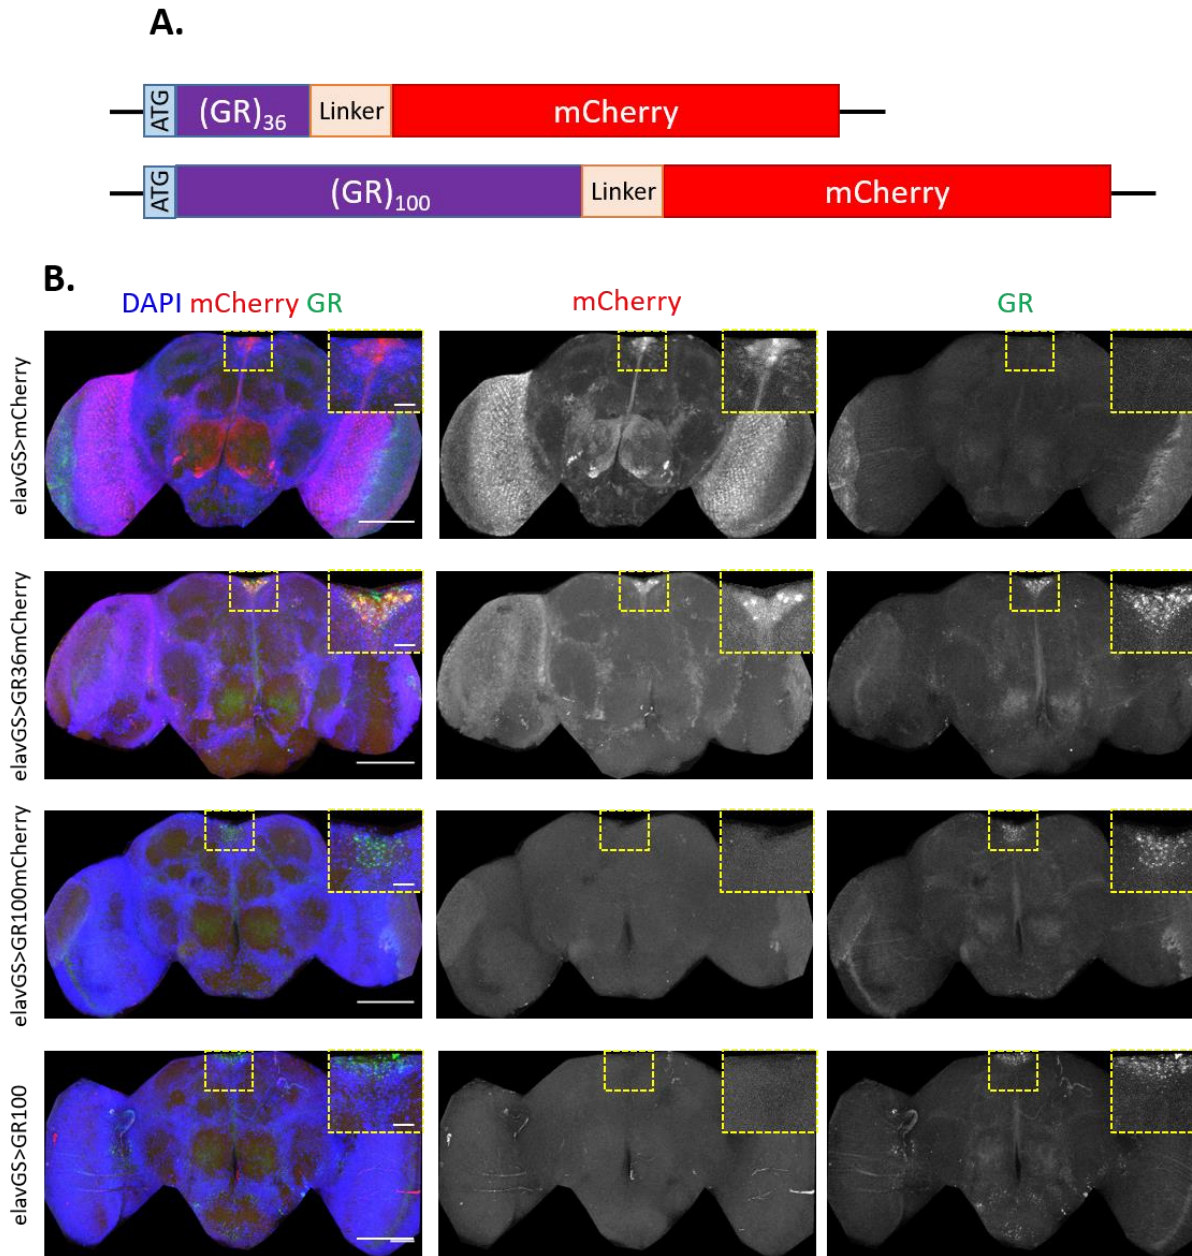 A.
ATG (GR)36 Linker mCherry
ATG (GR)100 Linker mCherry
B.
DAPI mCherry GR mCherry GR
elavGS>mCherry
elavGS>GR36mCherry
elavGS>GR100mCherry
elavGS>GR100